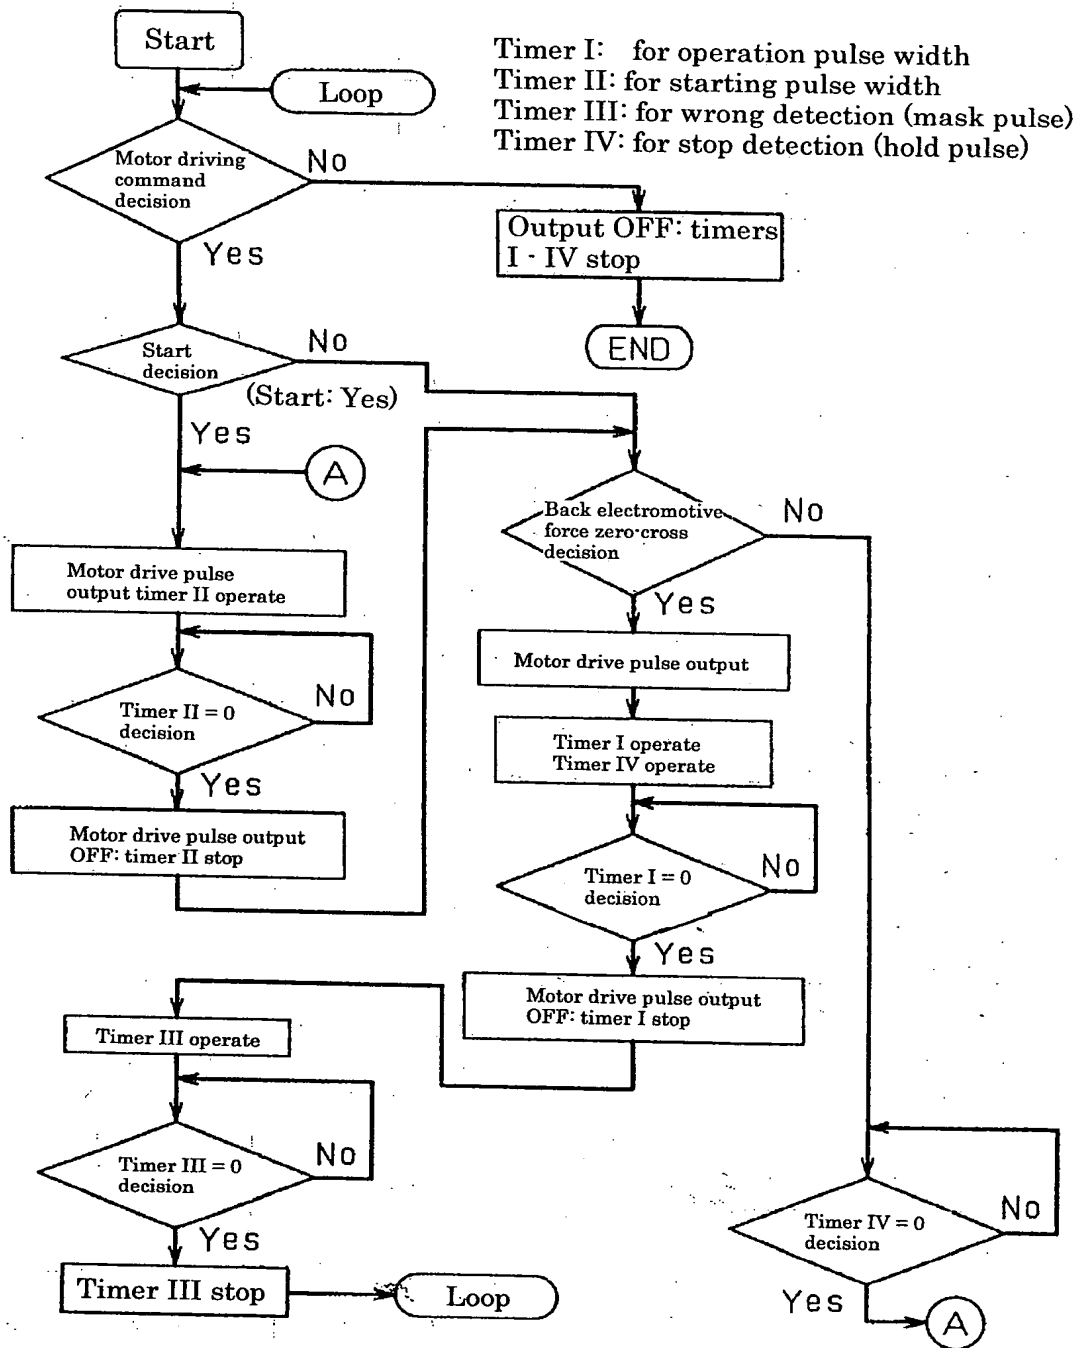 Start
Loop
Timer I: for operation pulse width
Timer II: for starting pulse width
Timer III: for wrong detection (mask pulse)
Timer IV: for stop detection (hold pulse)
Motor driving
command
decision
No
Yes
Output OFF: timers
I - IV stop
END
Start
decision
No
(Start: Yes)
Yes
A
Motor drive pulse
output timer II operate
Timer II = 0
decision
No
Yes
Motor drive pulse output
OFF: timer II stop
Back electromotive
force zero-cross
decision
No
Yes
Motor drive pulse output
Timer I operate
Timer IV operate
Timer I = 0
decision
No
Yes
Motor drive pulse output
OFF: timer I stop
Timer III operate
Timer III = 0
decision
No
Yes
Timer III stop
Loop
Timer IV = 0
decision
No
Yes
A